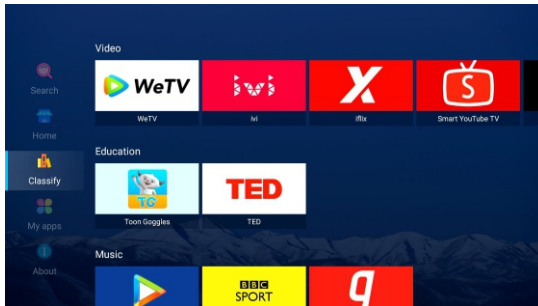 Video
WeTV
ivi
X
S
WeTV
ivi
iflix
Smart YouTube TV
Search
Home
Classify
My apps
About
Education
TG
TED
Toon Goggles
TED
Music
BBC
SPORT
g